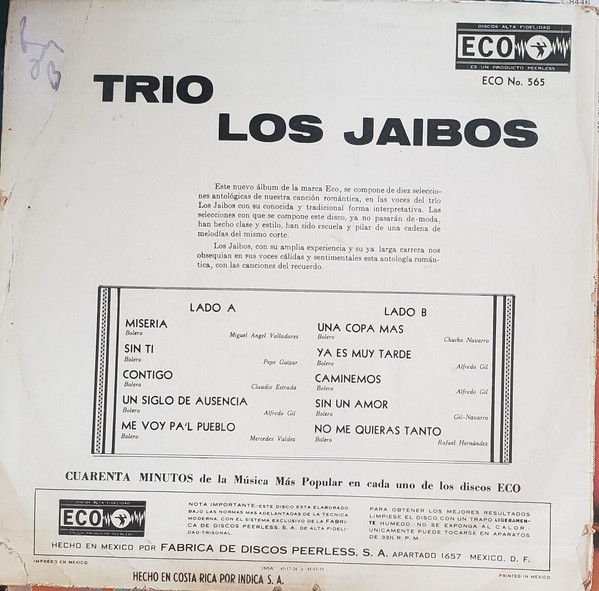 L-8446
DISCOS ALTA FIDELIDAD
ECO
ES UN PRODUCTO PEERLESS
ECO No. 565
TRIO
LOS JAIBOS
Este nuevo álbum de la marca Eco, se compone de diez seleccio-
nes antológicas de nuestra canción romántica, en las voces del trío
Los Jaibos con su conocida y tradicional forma interpretativa. Las
selecciones con que se compone este disco, ya no pasarán de-moda,
han hecho clase y estilo, han sido escuela y pilar de una cadena de
melodías del mismo corte.
Los Jaibos, con su amplia experiencia y su ya larga carrera nos
obsequian en sus voces cálidas y sentimentales esta antología román-
tica, con las canciones del recuerdo.
LADO A
MISERIA
Bolero
Miguel Angel Valladares
SIN TI
Bolero
Pepe Guizar
CONTIGO
Bolero
Claudio Estrada
UN SIGLO DE AUSENCIA
Bolero
Alfredo Gil
ME VOY PA'L PUEBLO
Bolero
Mercedes Valdez
LADO B
UNA COPA MAS
Bolero
Chucho Navarro
YA ES MUY TARDE
Bolero
Alfredo Gil
CAMINEMOS
Bolero
Alfredo Gil
SIN UN AMOR
Bolero
Gil-Navarro
NO ME QUIERAS TANTO
Bolero
Rafael Hernández
CUARENTA MINUTOS de la Música Más Popular en cada uno de los discos ECO
DISCOS ALTA FIDELIDAD
ECO
ES UN PRODUCTO PEERLESS
NOTA IMPORTANTE:-ESTE DISCO ESTA ELABORADO
BAJO LAS NORMAS MAS ADELANTADAS DE LA TECNICA
MODERNA, CON EL SISTEMA EXCLUSIVO DE LA FABRI-
CA DE DISCOS PEERLESS, S. A. DE ALTA FIDELI-
DAD-TRISONAL.
PARA OBTENER LOS MEJORES RESULTADOS
LIMPIESE EL DISCO CON UN TRAPO LIGERAMEN-
TE HUMEDO.-NO SE EXPONGA AL CALOR.-
UNICAMENTE PUEDE TOCARSE EN APARATOS
DE 33⅓ R. P. M.
HECHO EN MEXICO POR FABRICA DE DISCOS PEERLESS, S. A. APARTADO 1657 MEXICO, D. F.
IMPRESO EN MEXICO
PRINTED IN MEXICO
HECHO EN COSTA RICA POR INDICA S. A.